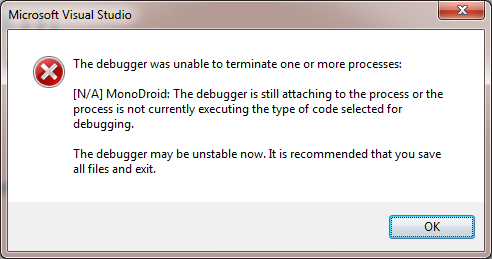 Microsoft Visual Studio
The debugger was unable to terminate one or more processes:
[N/A] MonoDroid: The debugger is still attaching to the process or the
process is not currently executing the type of code selected for
debugging.
The debugger may be unstable now. It is recommended that you save
all files and exit.
OK